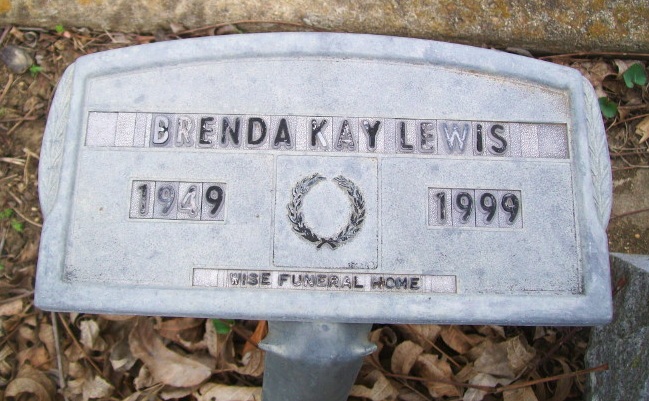 BRENDA KAY LEWiS
1949 1999
WISE FUNERAL HOME